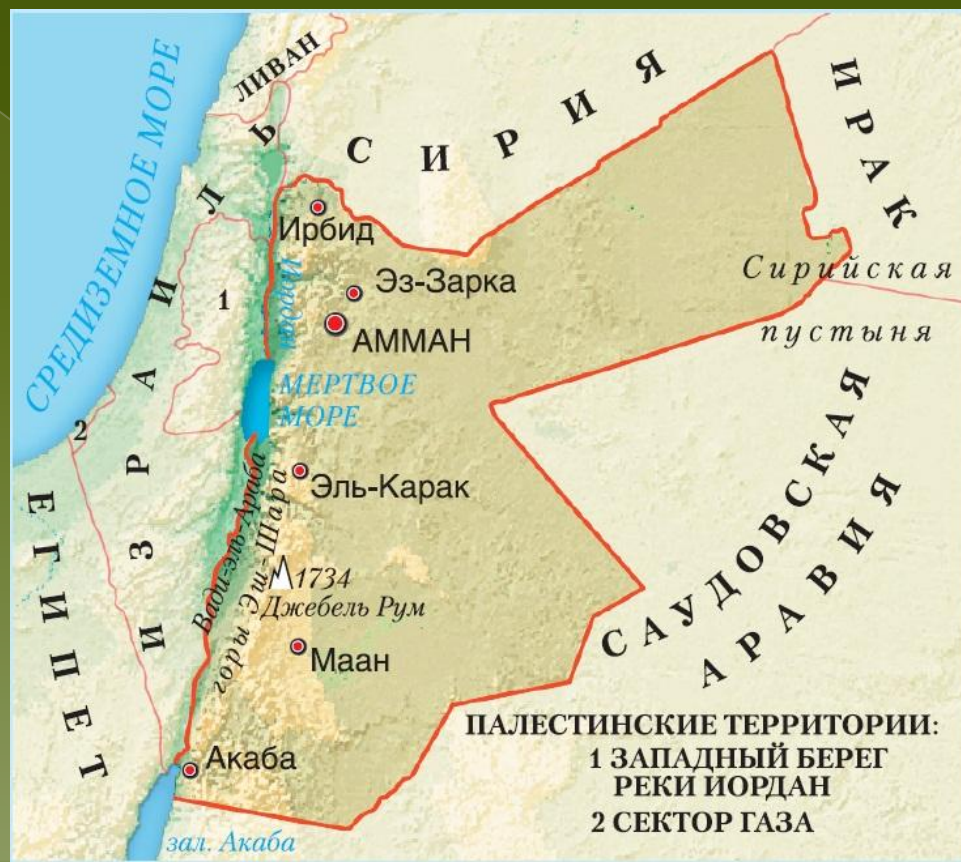 СРЕДИЗЕМНОЕ МОРЕ
ЛИВАН
СИРИЯ
ИРАК
ИЗРАИЛЬ
Ирбид
Иордан
1
Эз-Зарка
АММАН
Сирийская
пустыня
МЕРТВОЕ
МОРЕ
2
Эль-Карак
ЕГИПЕТ
Вади-эль-Араба
горы Эш-Шара
1734
Джебель Рум
Маан
САУДОВСКАЯ
АРАВИЯ
Акаба
зал. Акаба
ПАЛЕСТИНСКИЕ ТЕРРИТОРИИ:
1 ЗАПАДНЫЙ БЕРЕГ
РЕКИ ИОРДАН
2 СЕКТОР ГАЗА